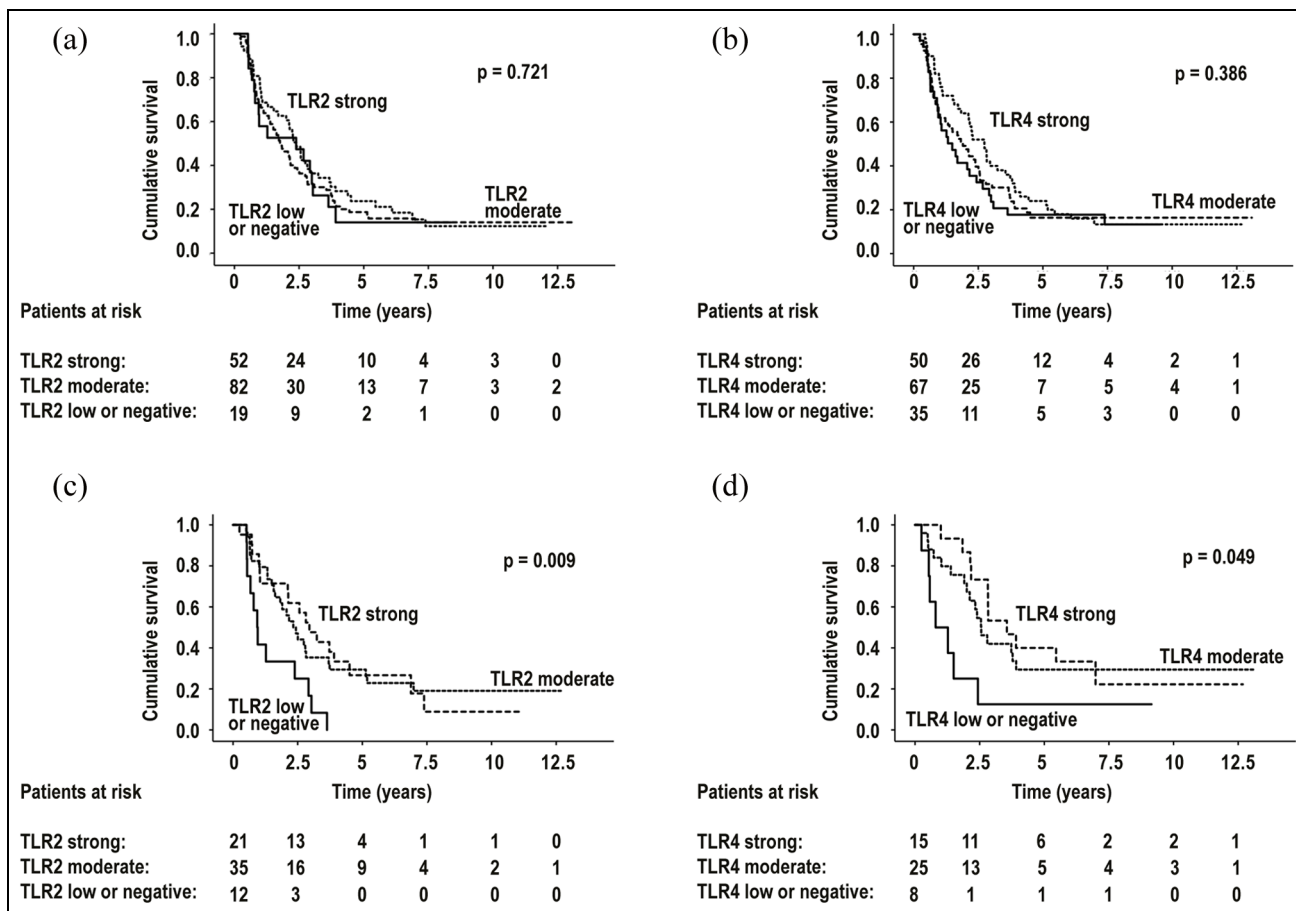 (a)
1.0
0.8
0.6
0.4
0.2
0.0
Cumulative survival
p = 0.721
TLR2 strong
TLR2 low
or negative
TLR2
moderate
0 2.5 5 7.5 10 12.5
Patients at risk Time (years)
TLR2 strong: 52 24 10 4 3 0
TLR2 moderate: 82 30 13 7 3 2
TLR2 low or negative: 19 9 2 1 0 0
(b)
1.0
0.8
0.6
0.4
0.2
0.0
Cumulative survival
p = 0.386
TLR4 strong
TLR4 low
or negative
TLR4 moderate
0 2.5 5 7.5 10 12.5
Patients at risk Time (years)
TLR4 strong: 50 26 12 4 2 1
TLR4 moderate: 67 25 7 5 4 1
TLR4 low or negative: 35 11 5 3 0 0
(c)
1.0
0.8
0.6
0.4
0.2
0.0
Cumulative survival
p = 0.009
TLR2 strong
TLR2 moderate
TLR2 low
or negative
0 2.5 5 7.5 10 12.5
Patients at risk Time (years)
TLR2 strong: 21 13 4 1 1 0
TLR2 moderate: 35 16 9 4 2 1
TLR2 low or negative: 12 3 0 0 0 0
(d)
1.0
0.8
0.6
0.4
0.2
0.0
Cumulative survival
p = 0.049
TLR4 strong
TLR4 moderate
TLR4 low or negative
0 2.5 5 7.5 10 12.5
Patients at risk Time (years)
TLR4 strong: 15 11 6 2 2 1
TLR4 moderate: 25 13 5 4 3 1
TLR4 low or negative: 8 1 1 1 0 0